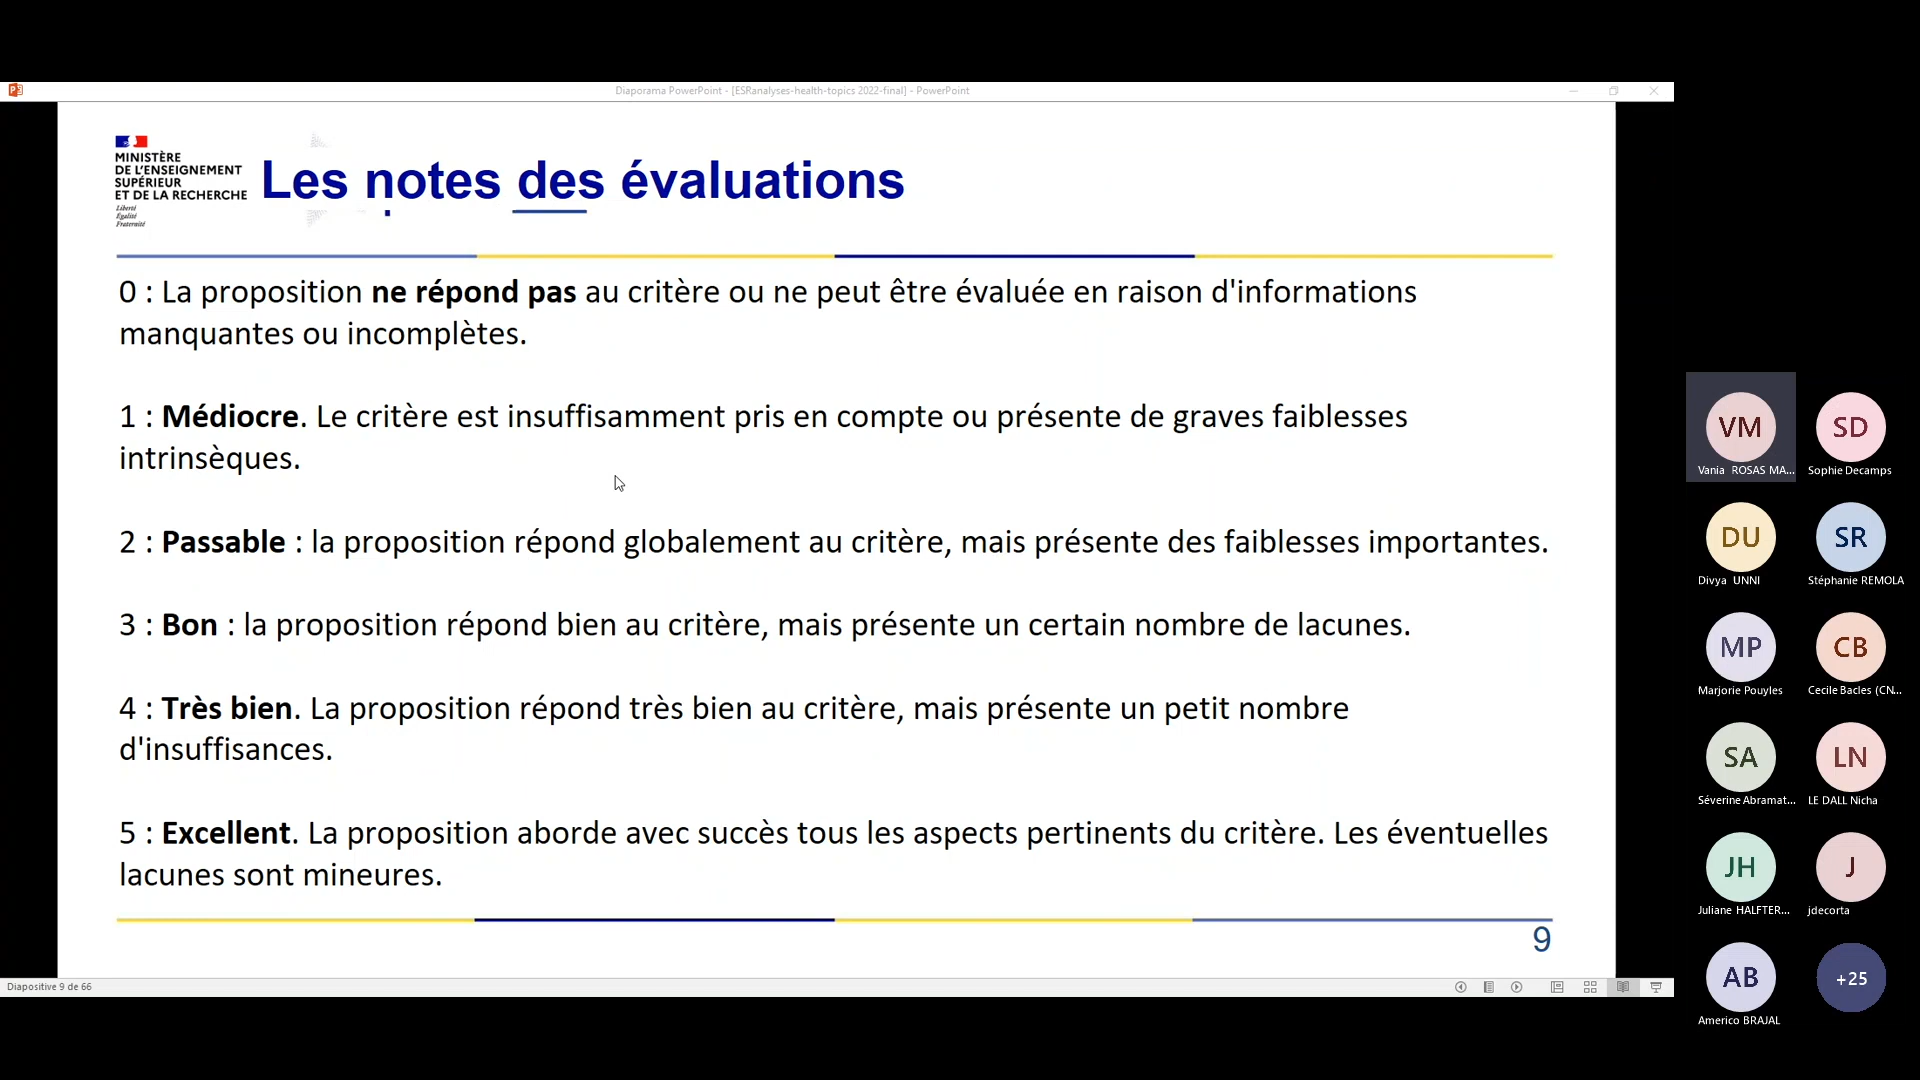 Diaporama PowerPoint - [ESRanalyses-health-topics 2022-final] - PowerPoint
MINISTÈRE
DE L'ENSEIGNEMENT
SUPÉRIEUR
ET DE LA RECHERCHE
Liberté
Égalité
Fraternité
Les notes des évaluations
0 : La proposition ne répond pas au critère ou ne peut être évaluée en raison d'informations
manquantes ou incomplètes.
1 : Médiocre. Le critère est insuffisamment pris en compte ou présente de graves faiblesses
intrinsèques.
2 : Passable : la proposition répond globalement au critère, mais présente des faiblesses importantes.
3 : Bon : la proposition répond bien au critère, mais présente un certain nombre de lacunes.
4 : Très bien. La proposition répond très bien au critère, mais présente un petit nombre
d'insuffisances.
5 : Excellent. La proposition aborde avec succès tous les aspects pertinents du critère. Les éventuelles
lacunes sont mineures.
9
Diapositive 9 de 66
VM
Vania ROSAS MA...
SD
Sophie Decamps
DU
Divya UNNI
SR
Stéphanie REMOLA
MP
Marjorie Pouyles
CB
Cecile Bacles (CN...
SA
Séverine Abramat...
LN
LE DALL Nicha
JH
Juliane HALFTER...
J
jdecorta
AB
Americo BRAJAL
+25